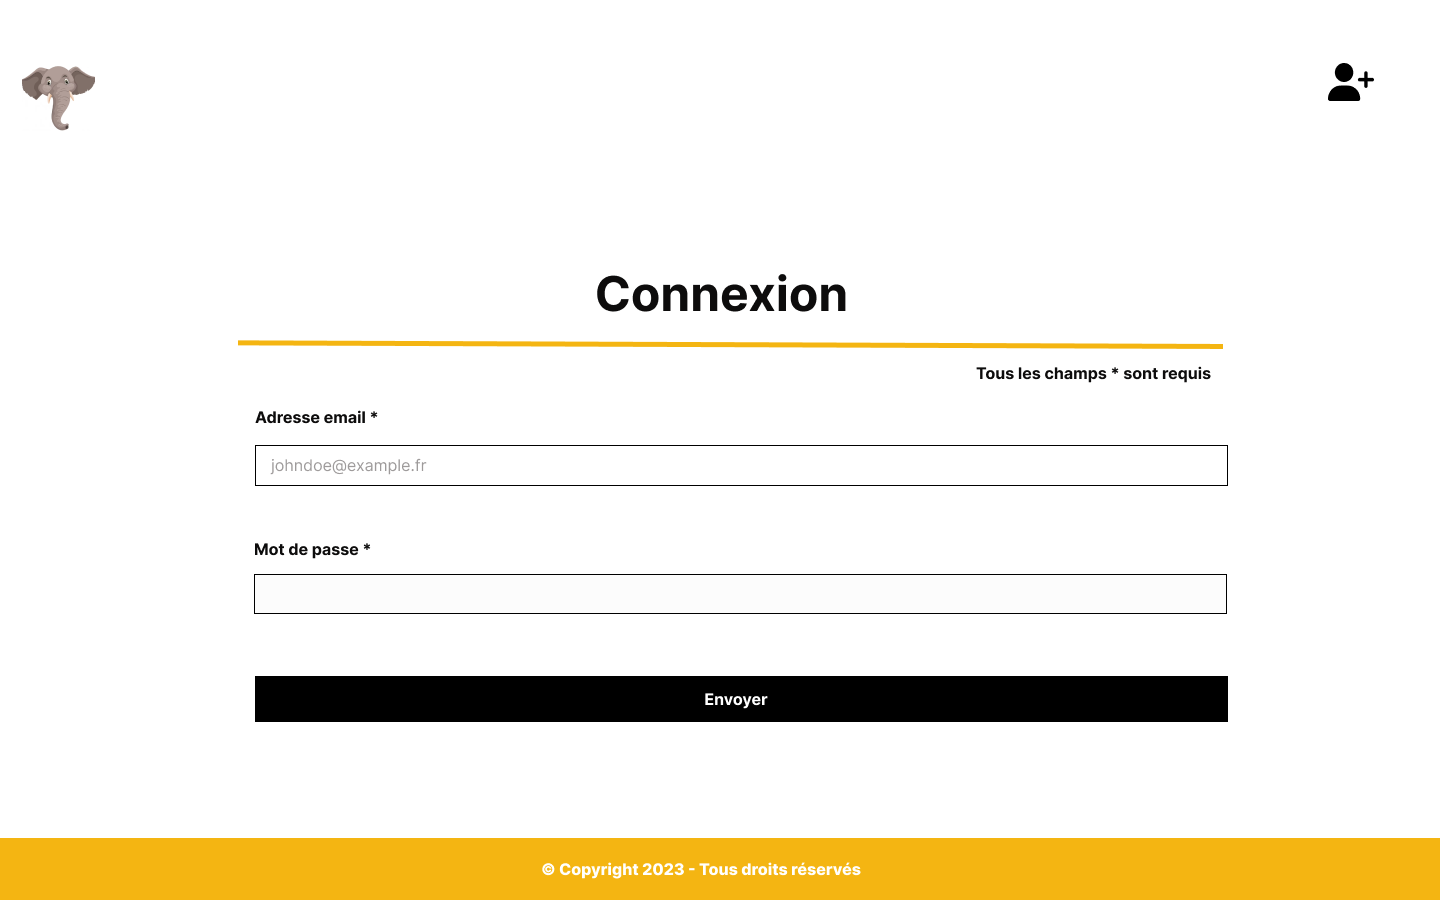 Connexion
Tous les champs * sont requis
Adresse email *
johndoe@example.fr
Mot de passe *
Envoyer
© Copyright 2023 - Tous droits réservés